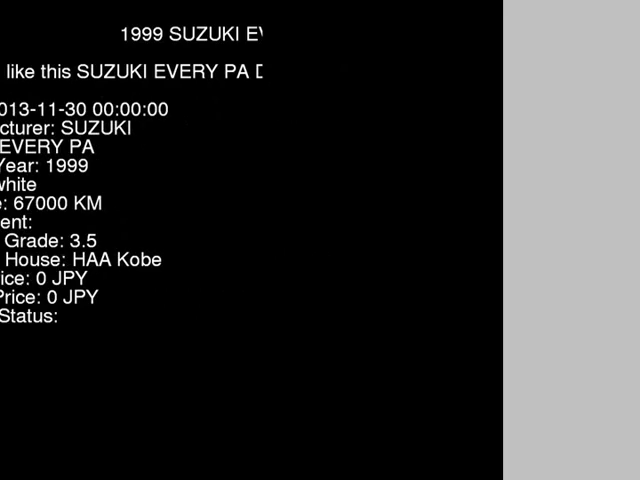 1999 SUZUKI EV
like this SUZUKI EVERY PA D
013-11-30 00:00:00
cturer: SUZUKI
EVERY PA
Year: 1999
white
e: 67000 KM
ent:
Grade: 3.5
House: HAA Kobe
ice: 0 JPY
Price: 0 JPY
Status: